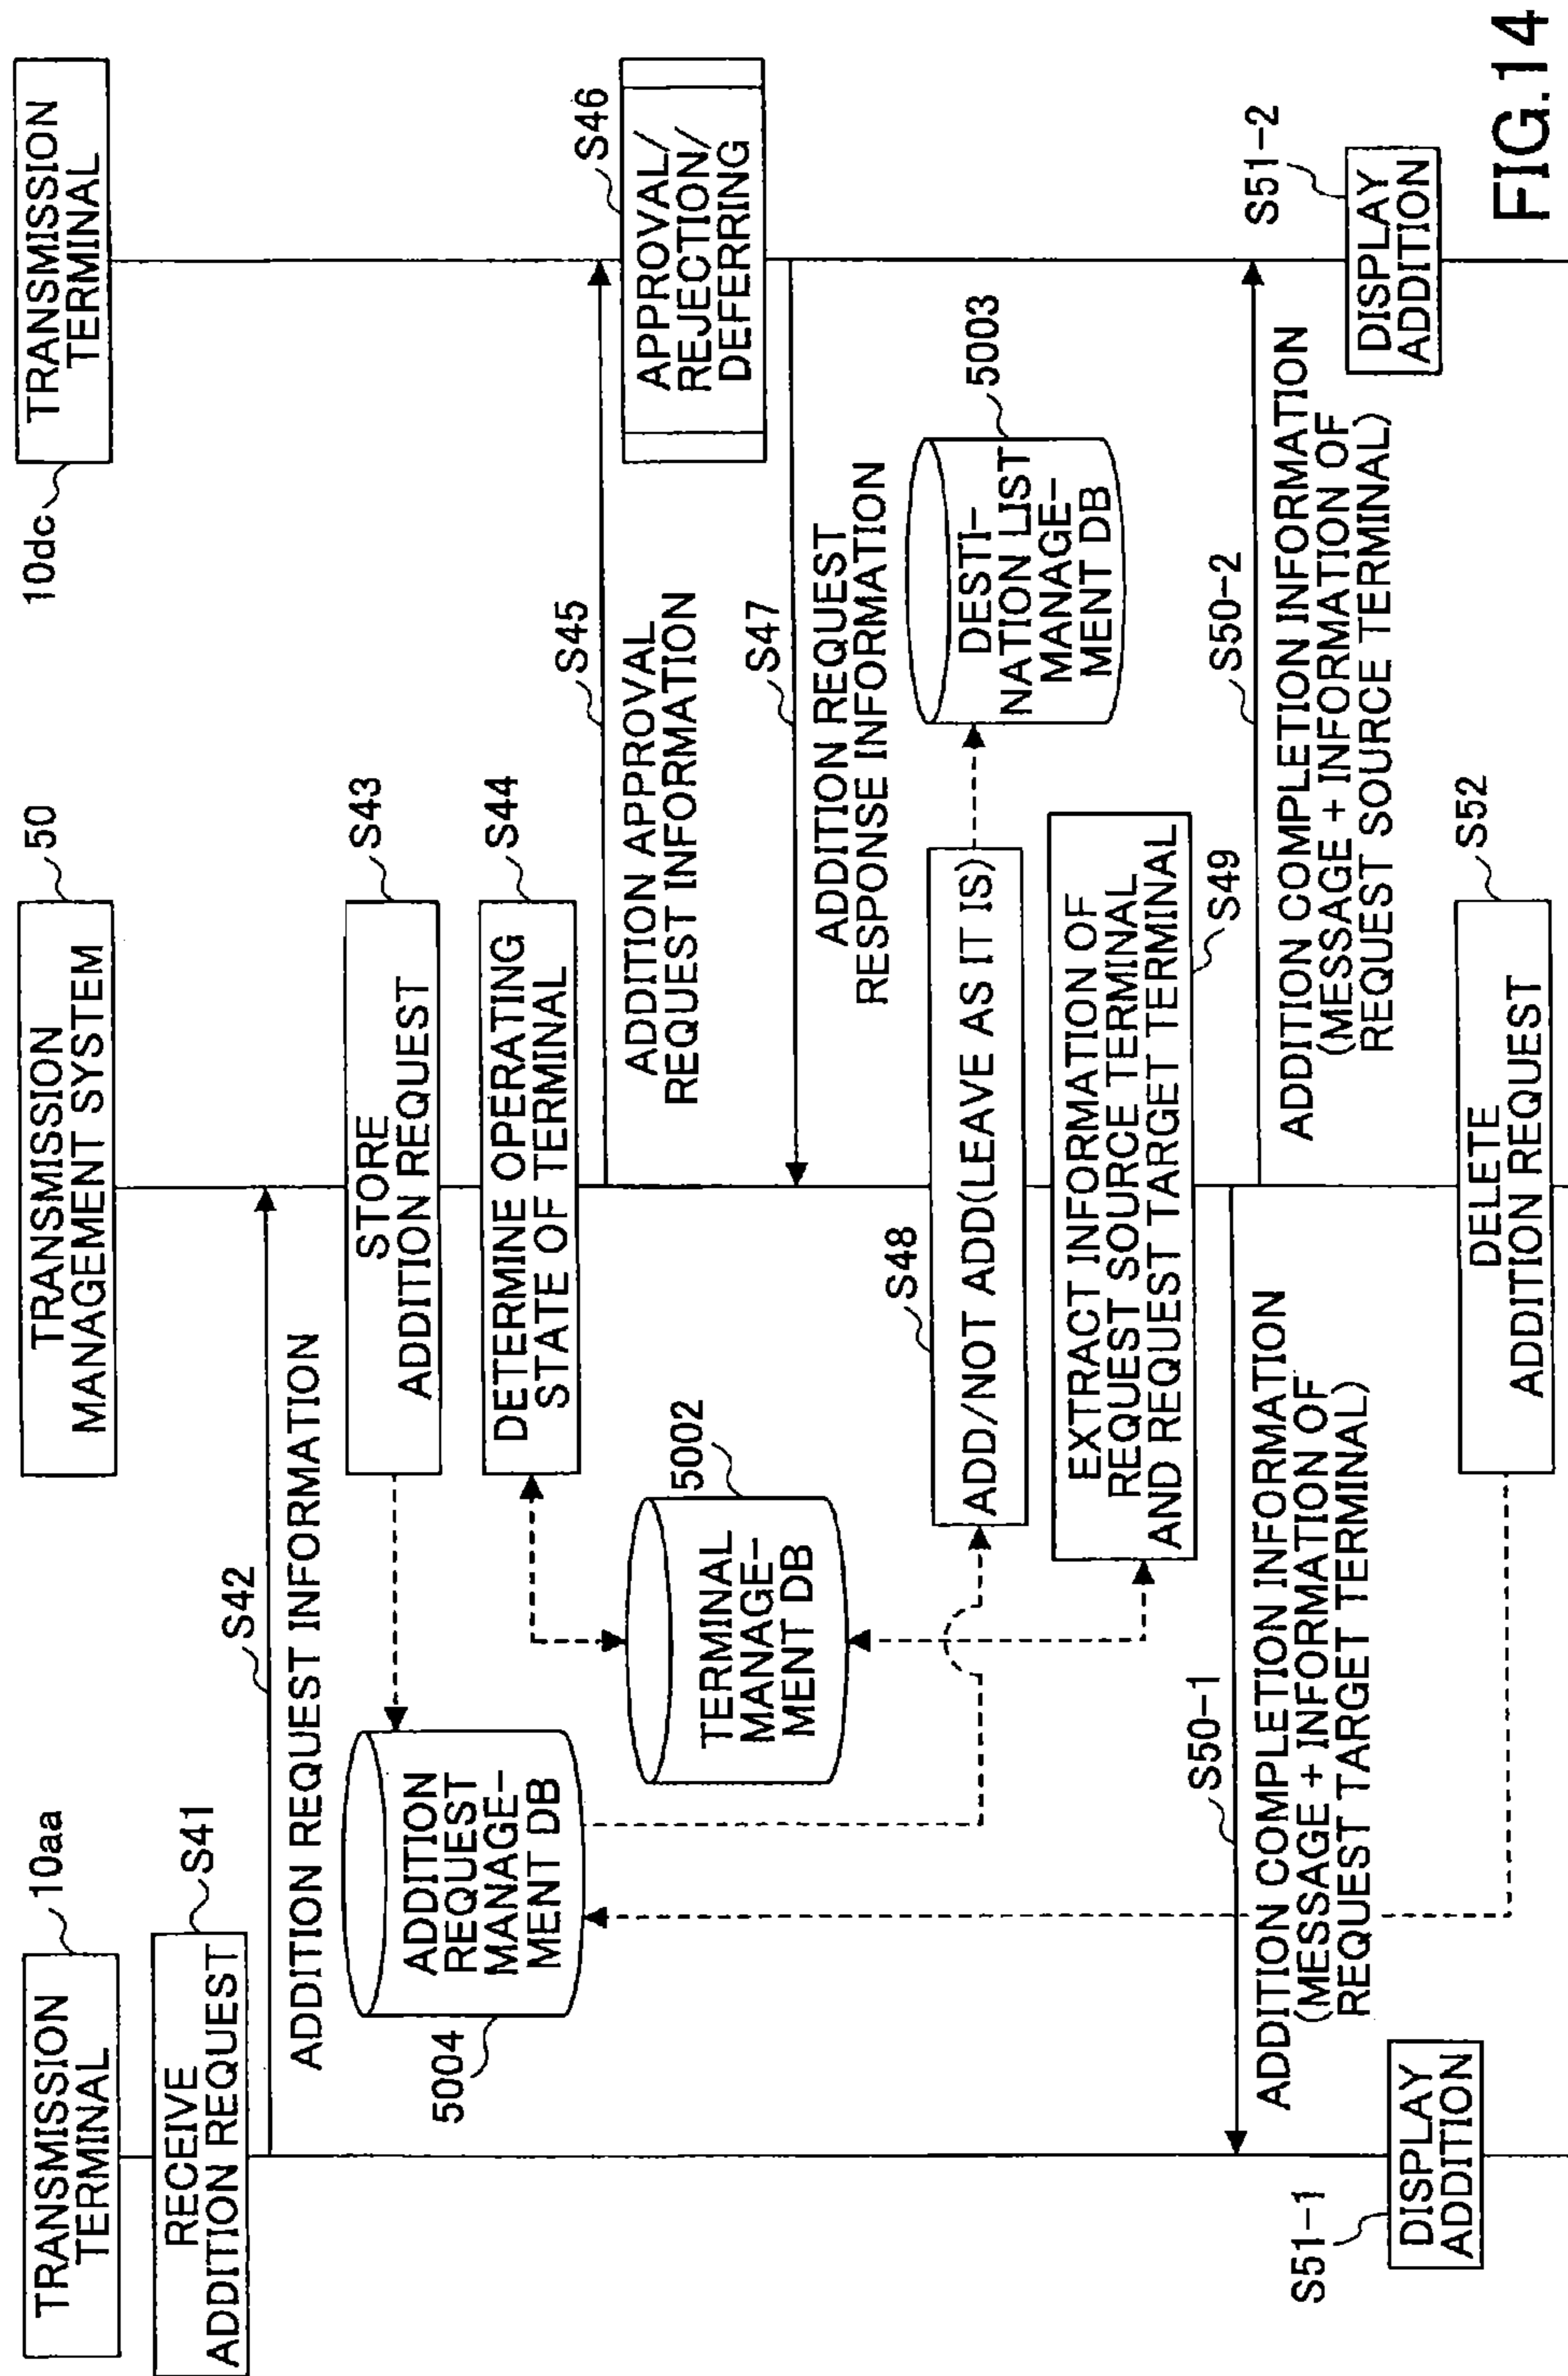 TRANSMISSION
TERMINAL
10aa
TRANSMISSION
MANAGEMENT SYSTEM
50
10dc
TRANSMISSION
TERMINAL
RECEIVE
ADDITION REQUEST
S41
S42
ADDITION REQUEST INFORMATION
STORE
ADDITION REQUEST
S43
5004
ADDITION
REQUEST
MANAGE-
MENT DB
DETERMINE OPERATING
STATE OF TERMINAL
S44
S45
ADDITION APPROVAL
REQUEST INFORMATION
APPROVAL/
REJECTION/
DEFERRING
S46
5002
TERMINAL
MANAGE-
MENT DB
S47
ADDITION REQUEST
RESPONSE INFORMATION
S48
ADD/NOT ADD(LEAVE AS IT IS)
5003
DESTI-
NATION LIST
MANAGE-
MENT DB
EXTRACT INFORMATION OF
REQUEST SOURCE TERMINAL
AND REQUEST TARGET TERMINAL
S49
S50-1
ADDITION COMPLETION INFORMATION
(MESSAGE + INFORMATION OF
REQUEST TARGET TERMINAL)
S50-2
ADDITION COMPLETION INFORMATION
(MESSAGE + INFORMATION OF
REQUEST SOURCE TERMINAL)
S51-1
DISPLAY
ADDITION
S51-2
DISPLAY
ADDITION
DELETE
ADDITION REQUEST
S52
FIG.14